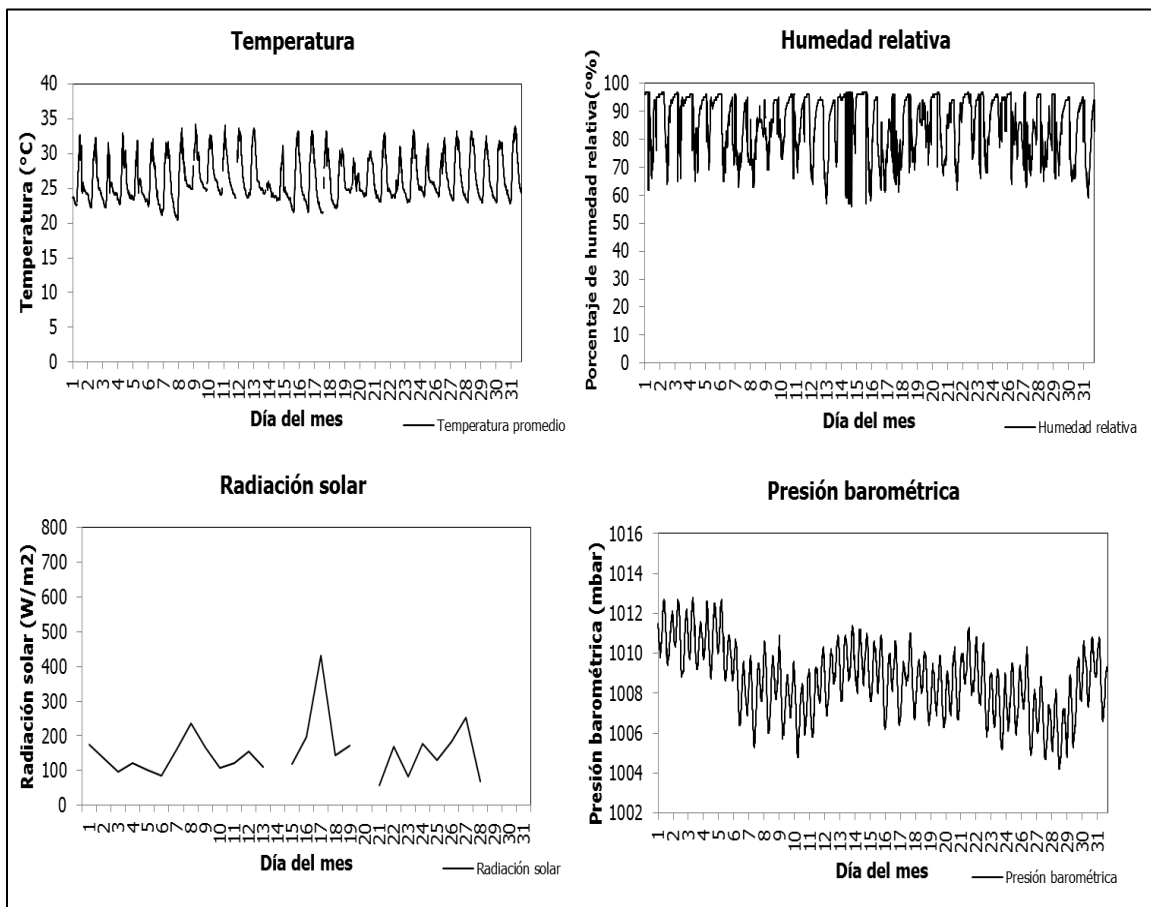 Temperatura
Temperatura (°C)
40
35
30
25
20
15
10
5
0
1 2 3 4 5 6 7 8 9 10 11 12 13 14 15 16 17 18 19 20 21 22 23 24 25 26 27 28 29 30 31
Día del mes
Temperatura promedio
Humedad relativa
Porcentaje de humedad relativa(°%)
100
90
80
70
60
50
40
30
20
10
0
1 2 3 4 5 6 7 8 9 10 11 12 13 14 15 16 17 18 19 20 21 22 23 24 25 26 27 28 29 30 31
Día del mes
Humedad relativa
Radiación solar
Radiación solar (W/m2)
800
700
600
500
400
300
200
100
0
1 2 3 4 5 6 7 8 9 10 11 12 13 14 15 16 17 18 19 20 21 22 23 24 25 26 27 28 29 30 31
Día del mes
Radiación solar
Presión barométrica
Presión barométrica (mbar)
1016
1014
1012
1010
1008
1006
1004
1002
1 2 3 4 5 6 7 8 9 10 11 12 13 14 15 16 17 18 19 20 21 22 23 24 25 26 27 28 29 30 31
Día del mes
Presión barométrica